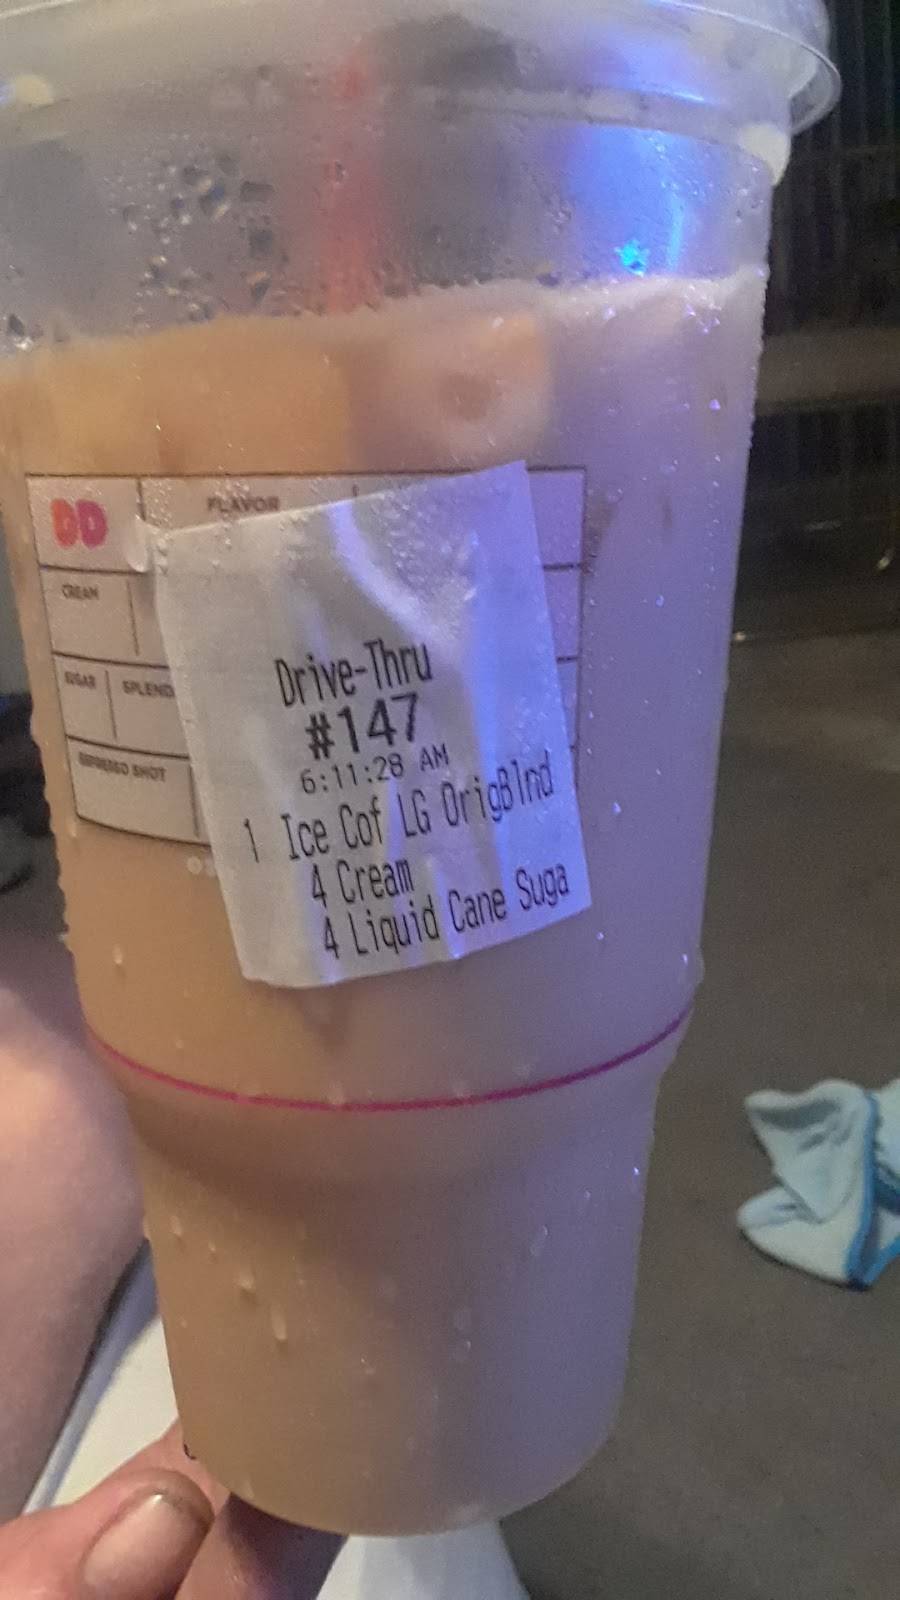 DD
FLAVOR
CREAM
SUGAR SPLEND
ESPRESSO SHOT
Drive-Thru
#147
6:11:28 AM
1 Ice Cof LG OrigBlnd
4 Cream
4 Liquid Cane Suga